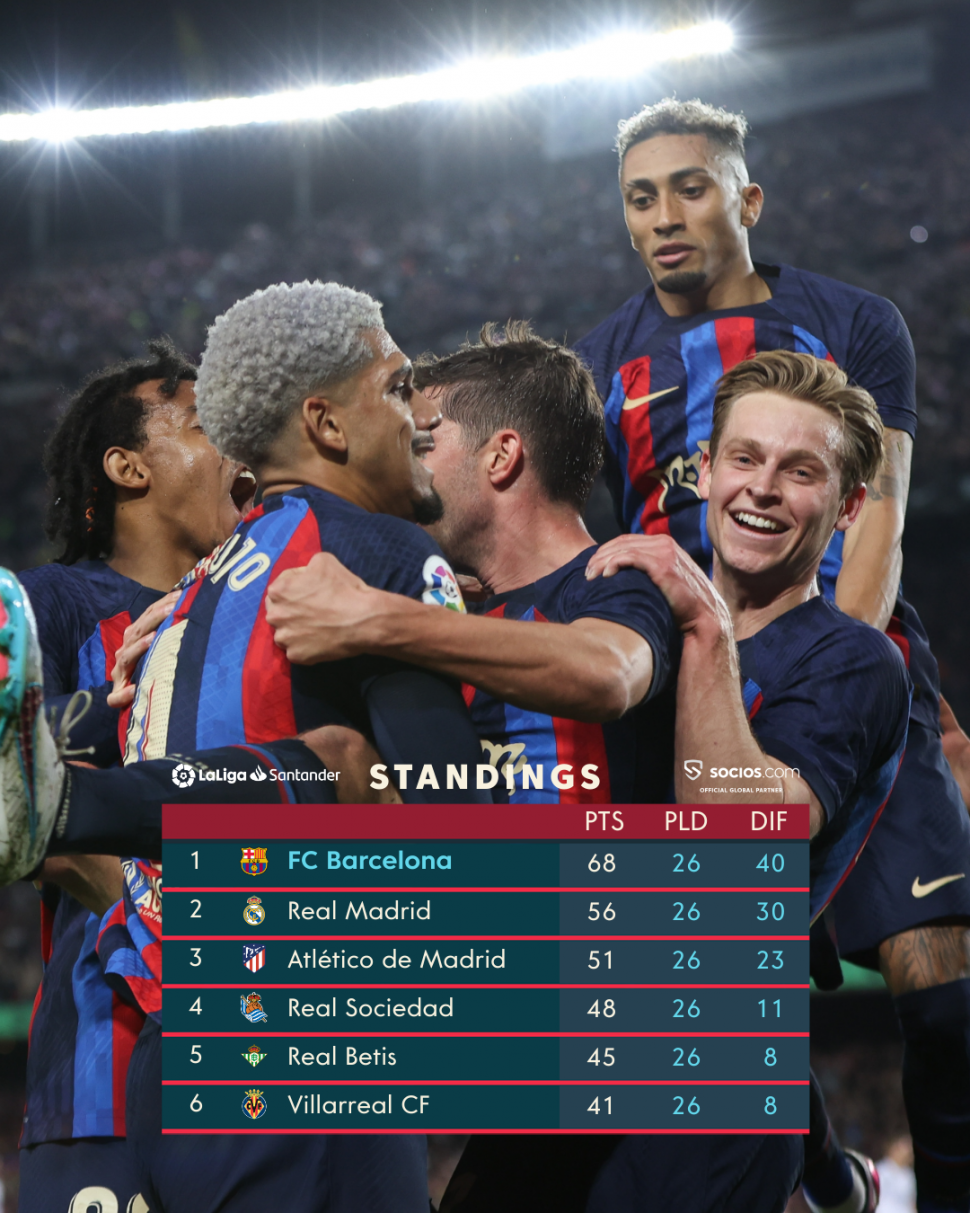 UJO
LaLiga Santander
STANDINGS
SOCIOS.com
OFFICIAL GLOBAL PARTNER
PTS PLD DIF
1 FC Barcelona 68 26 40
2 Real Madrid 56 26 30
3 Atlético de Madrid 51 26 23
4 Real Sociedad 48 26 11
5 Real Betis 45 26 8
6 Villarreal CF 41 26 8